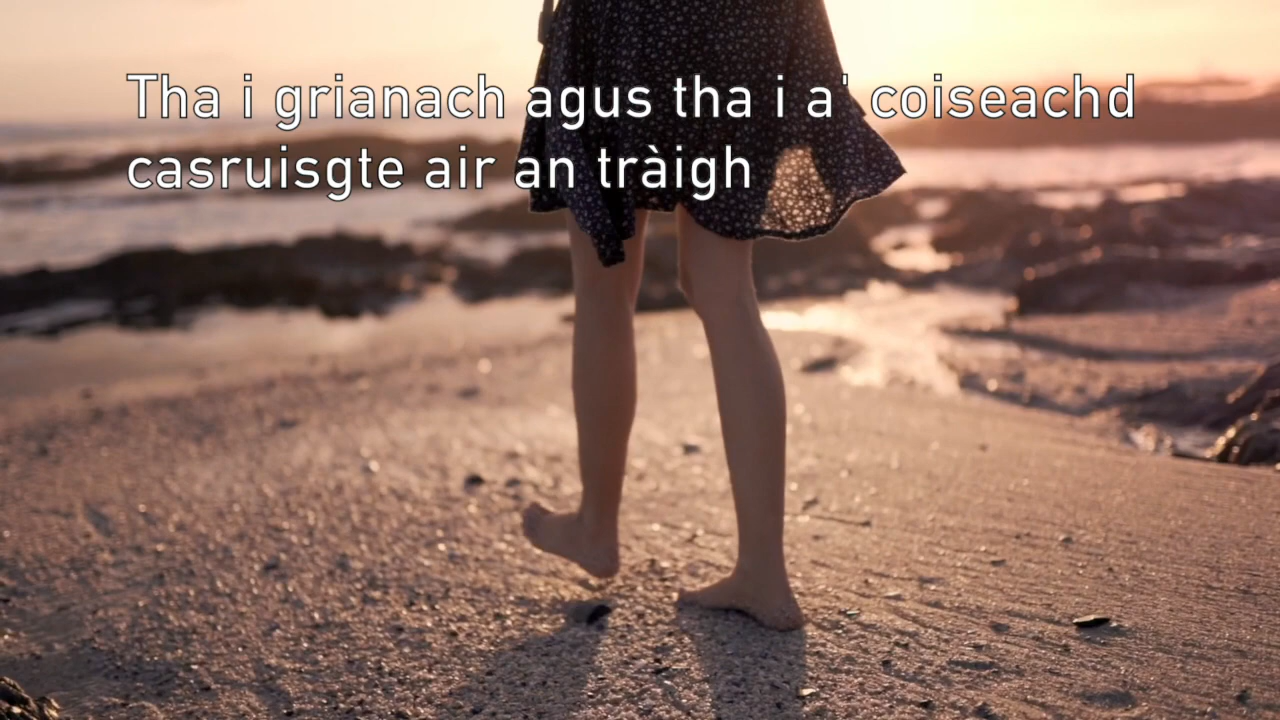 Tha i grianach agus tha i a' coiseachd
casruisgte air an tràigh